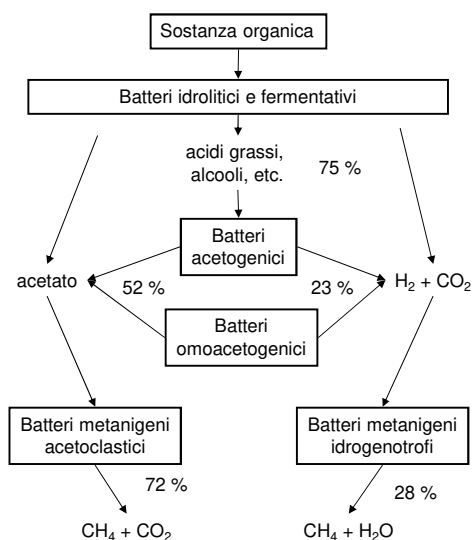 Sostanza organica
Batteri idrolitici e fermentativi
acidi grassi,
alcooli, etc.
75 %
Batteri
acetogenici
acetato
52 %
23 %
H₂ + CO₂
Batteri
omoacetogenici
Batteri metanigeni
acetoclastici
Batteri metanigeni
idrogenotrofi
72 %
28 %
CH₄ + CO₂
CH₄ + H₂O